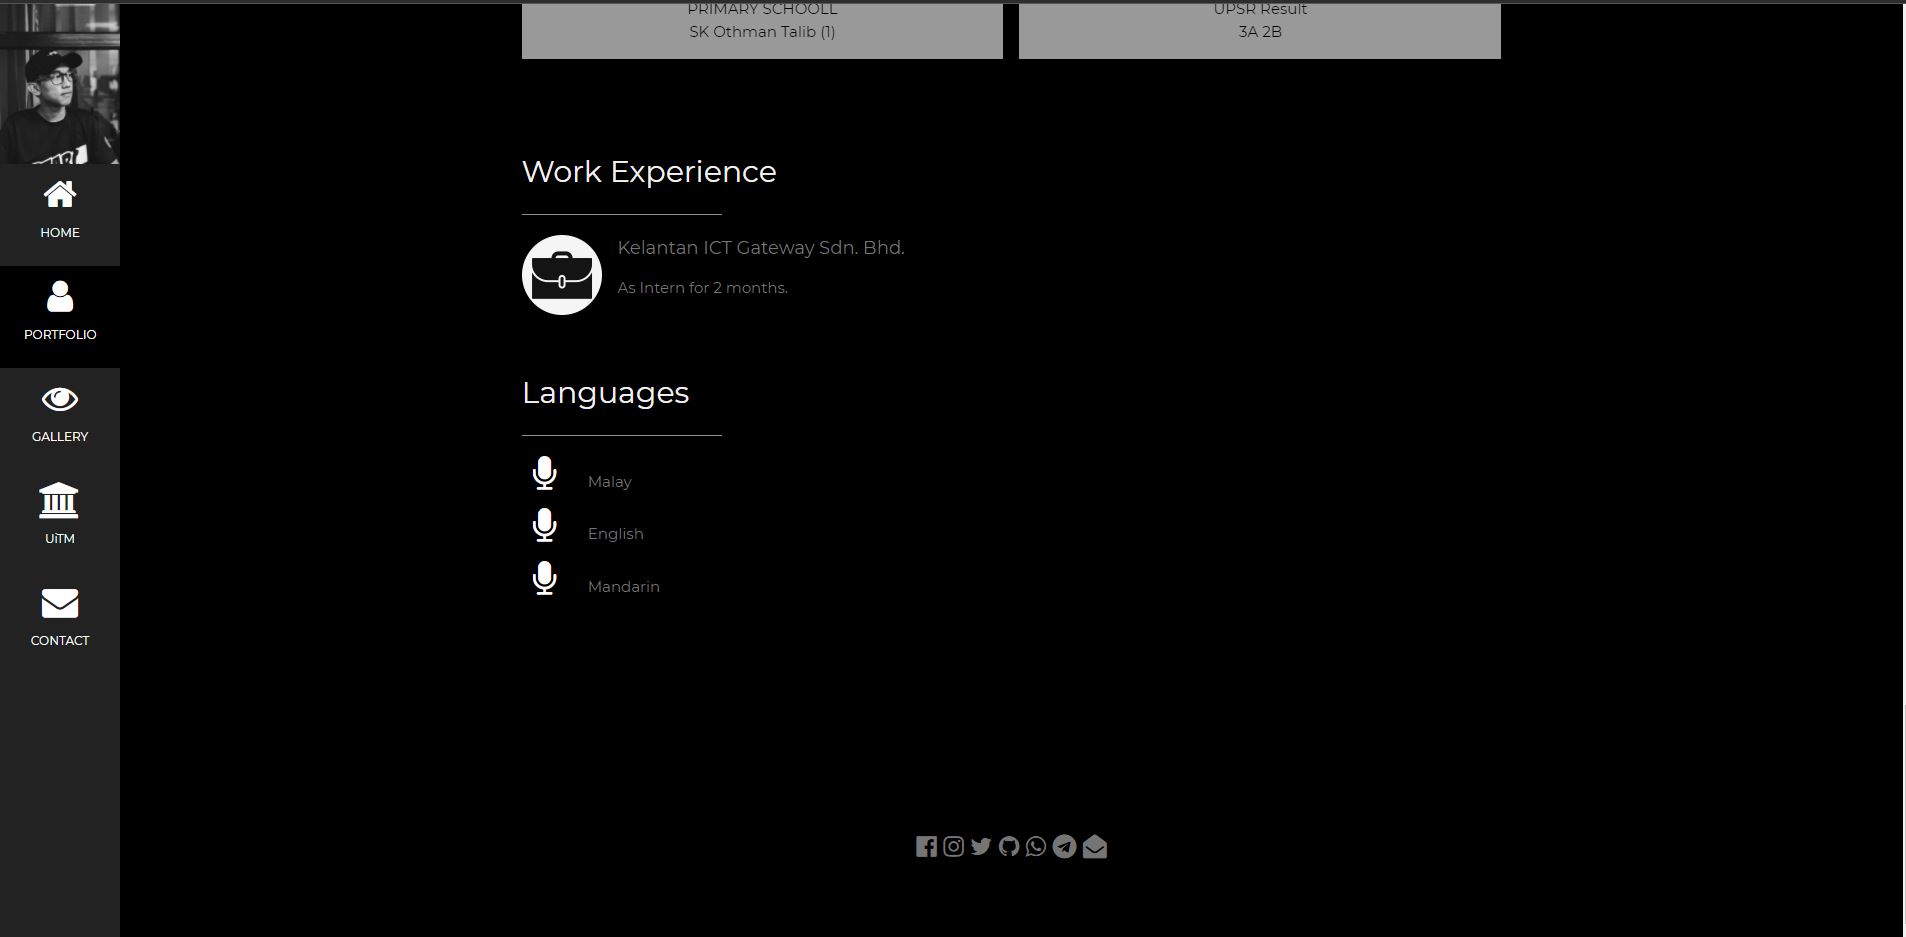 PRIMARY SCHOOLL
SK Othman Talib (1)
UPSR Result
3A 2B
HOME
PORTFOLIO
GALLERY
UiTM
CONTACT
Work Experience
Kelantan ICT Gateway Sdn. Bhd.
As Intern for 2 months.
Languages
Malay
English
Mandarin